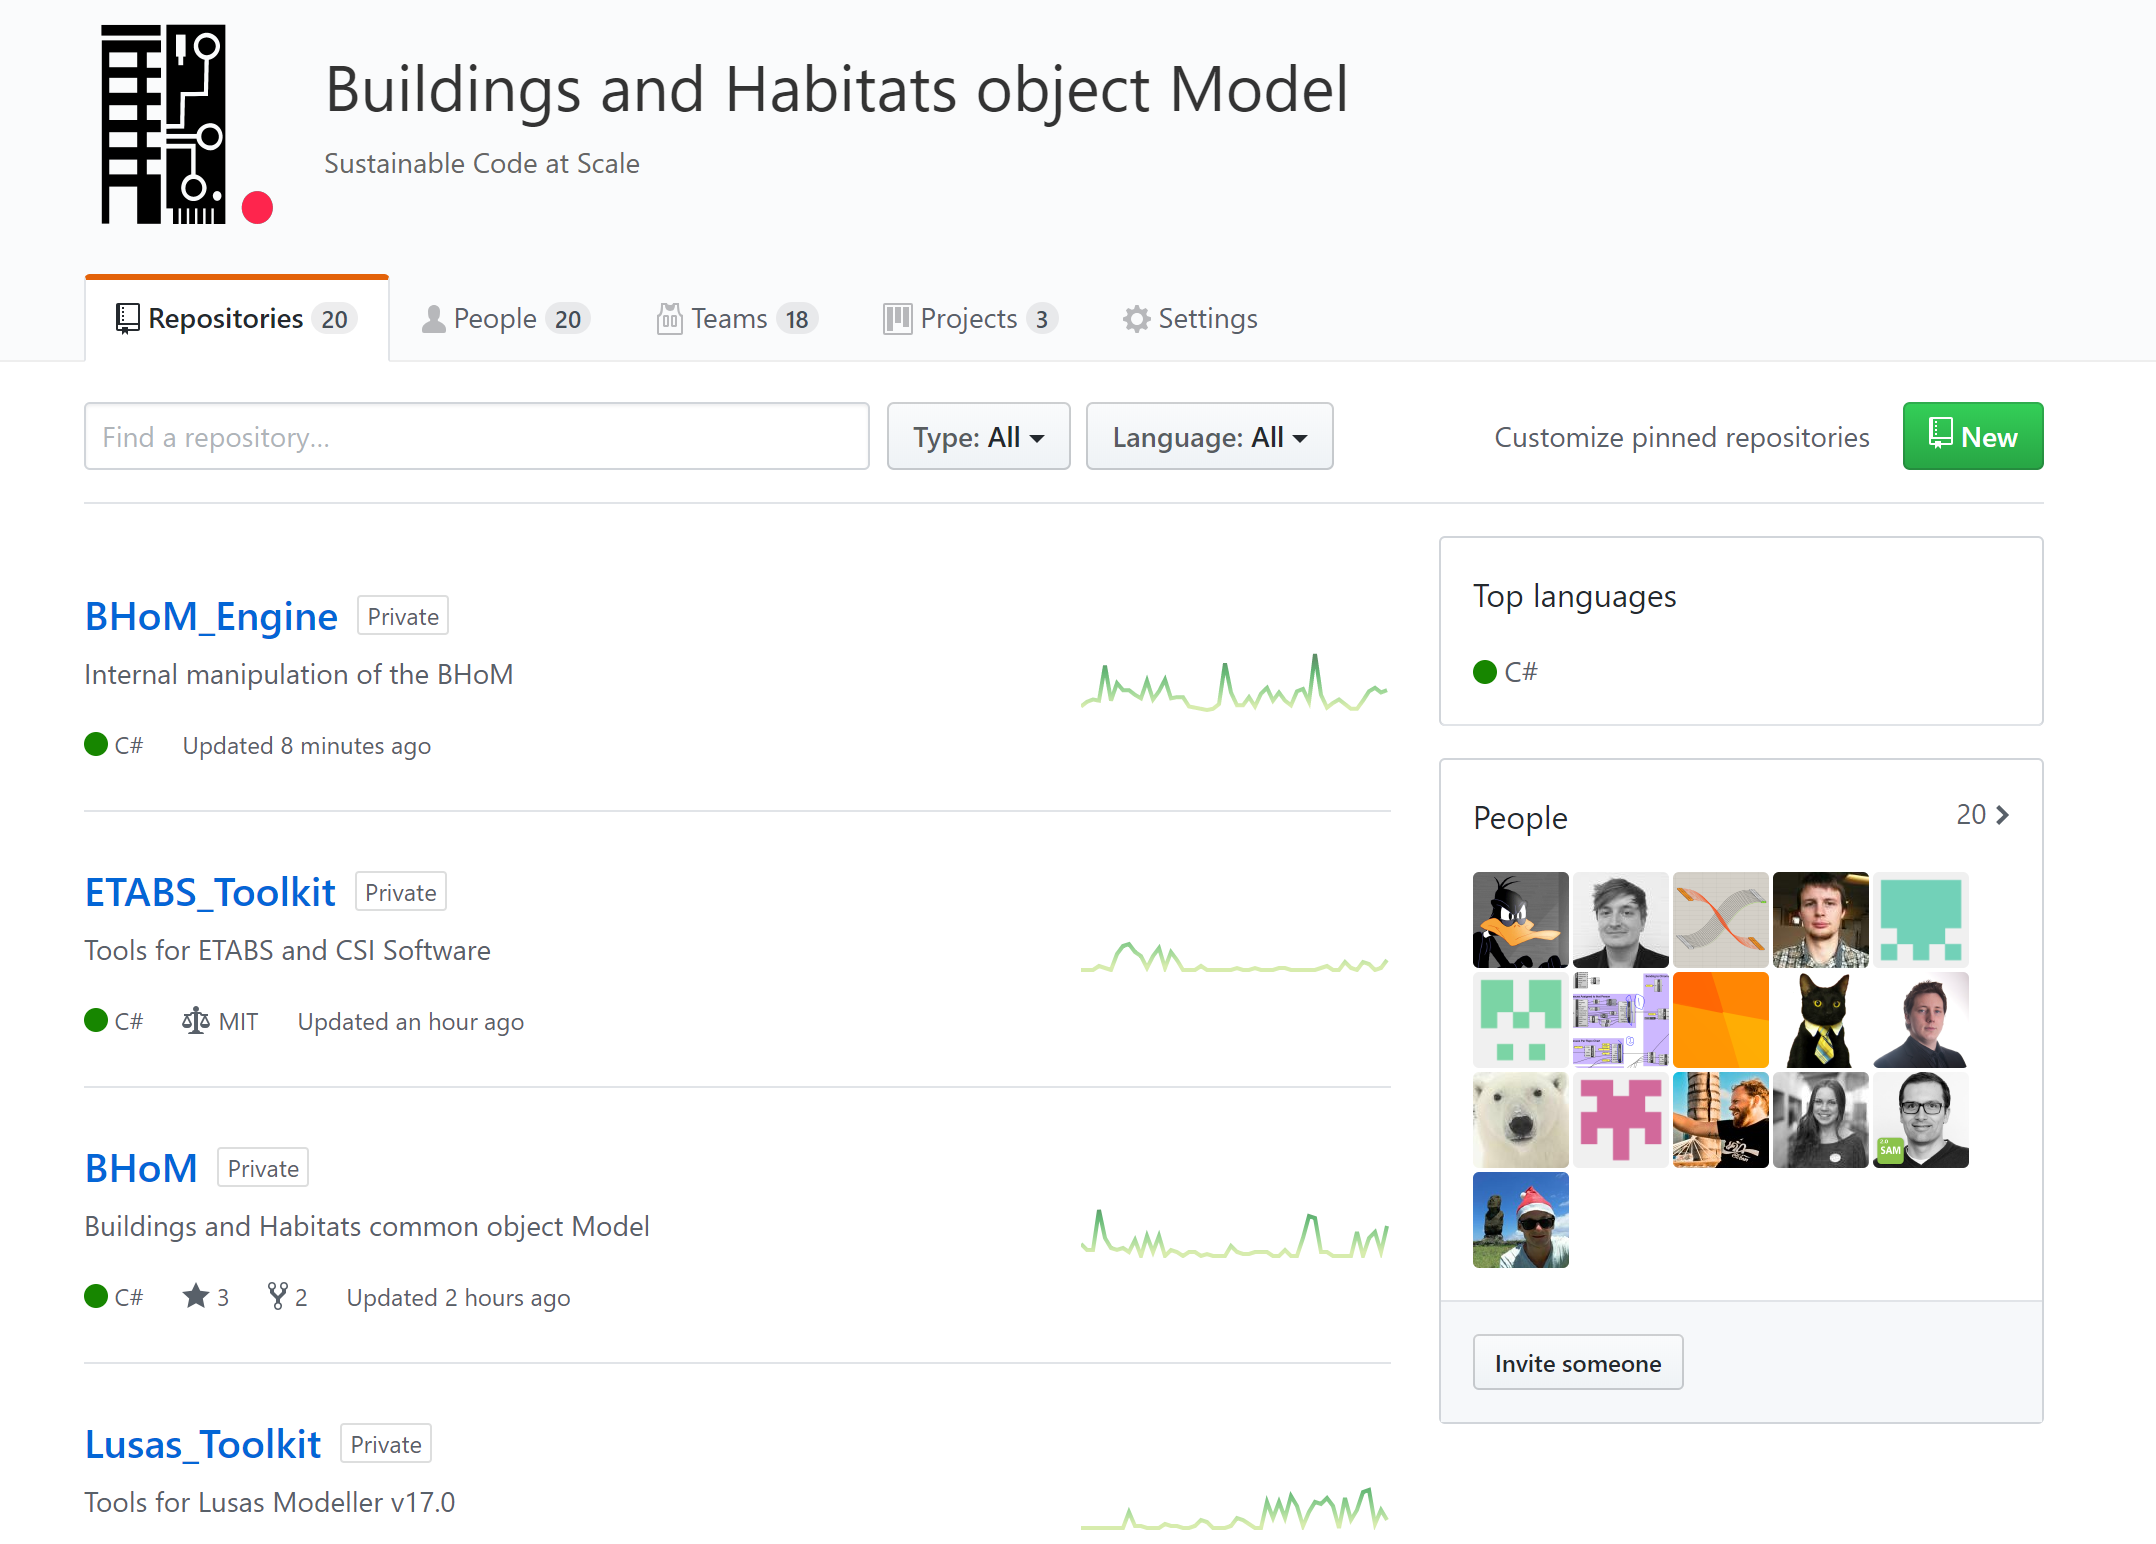 Buildings and Habitats object Model
Sustainable Code at Scale
Repositories 20
People 20
Teams 18
Projects 3
Settings
Find a repository...
Type: All
Language: All
Customize pinned repositories
New
BHoM_Engine Private
Internal manipulation of the BHoM
C# Updated 8 minutes ago
ETABS_Toolkit Private
Tools for ETABS and CSI Software
C# MIT Updated an hour ago
BHoM Private
Buildings and Habitats common object Model
C# 3 2 Updated 2 hours ago
Lusas_Toolkit Private
Tools for Lusas Modeller v17.0
Top languages
C#
People 20
2.0
SAM
Invite someone